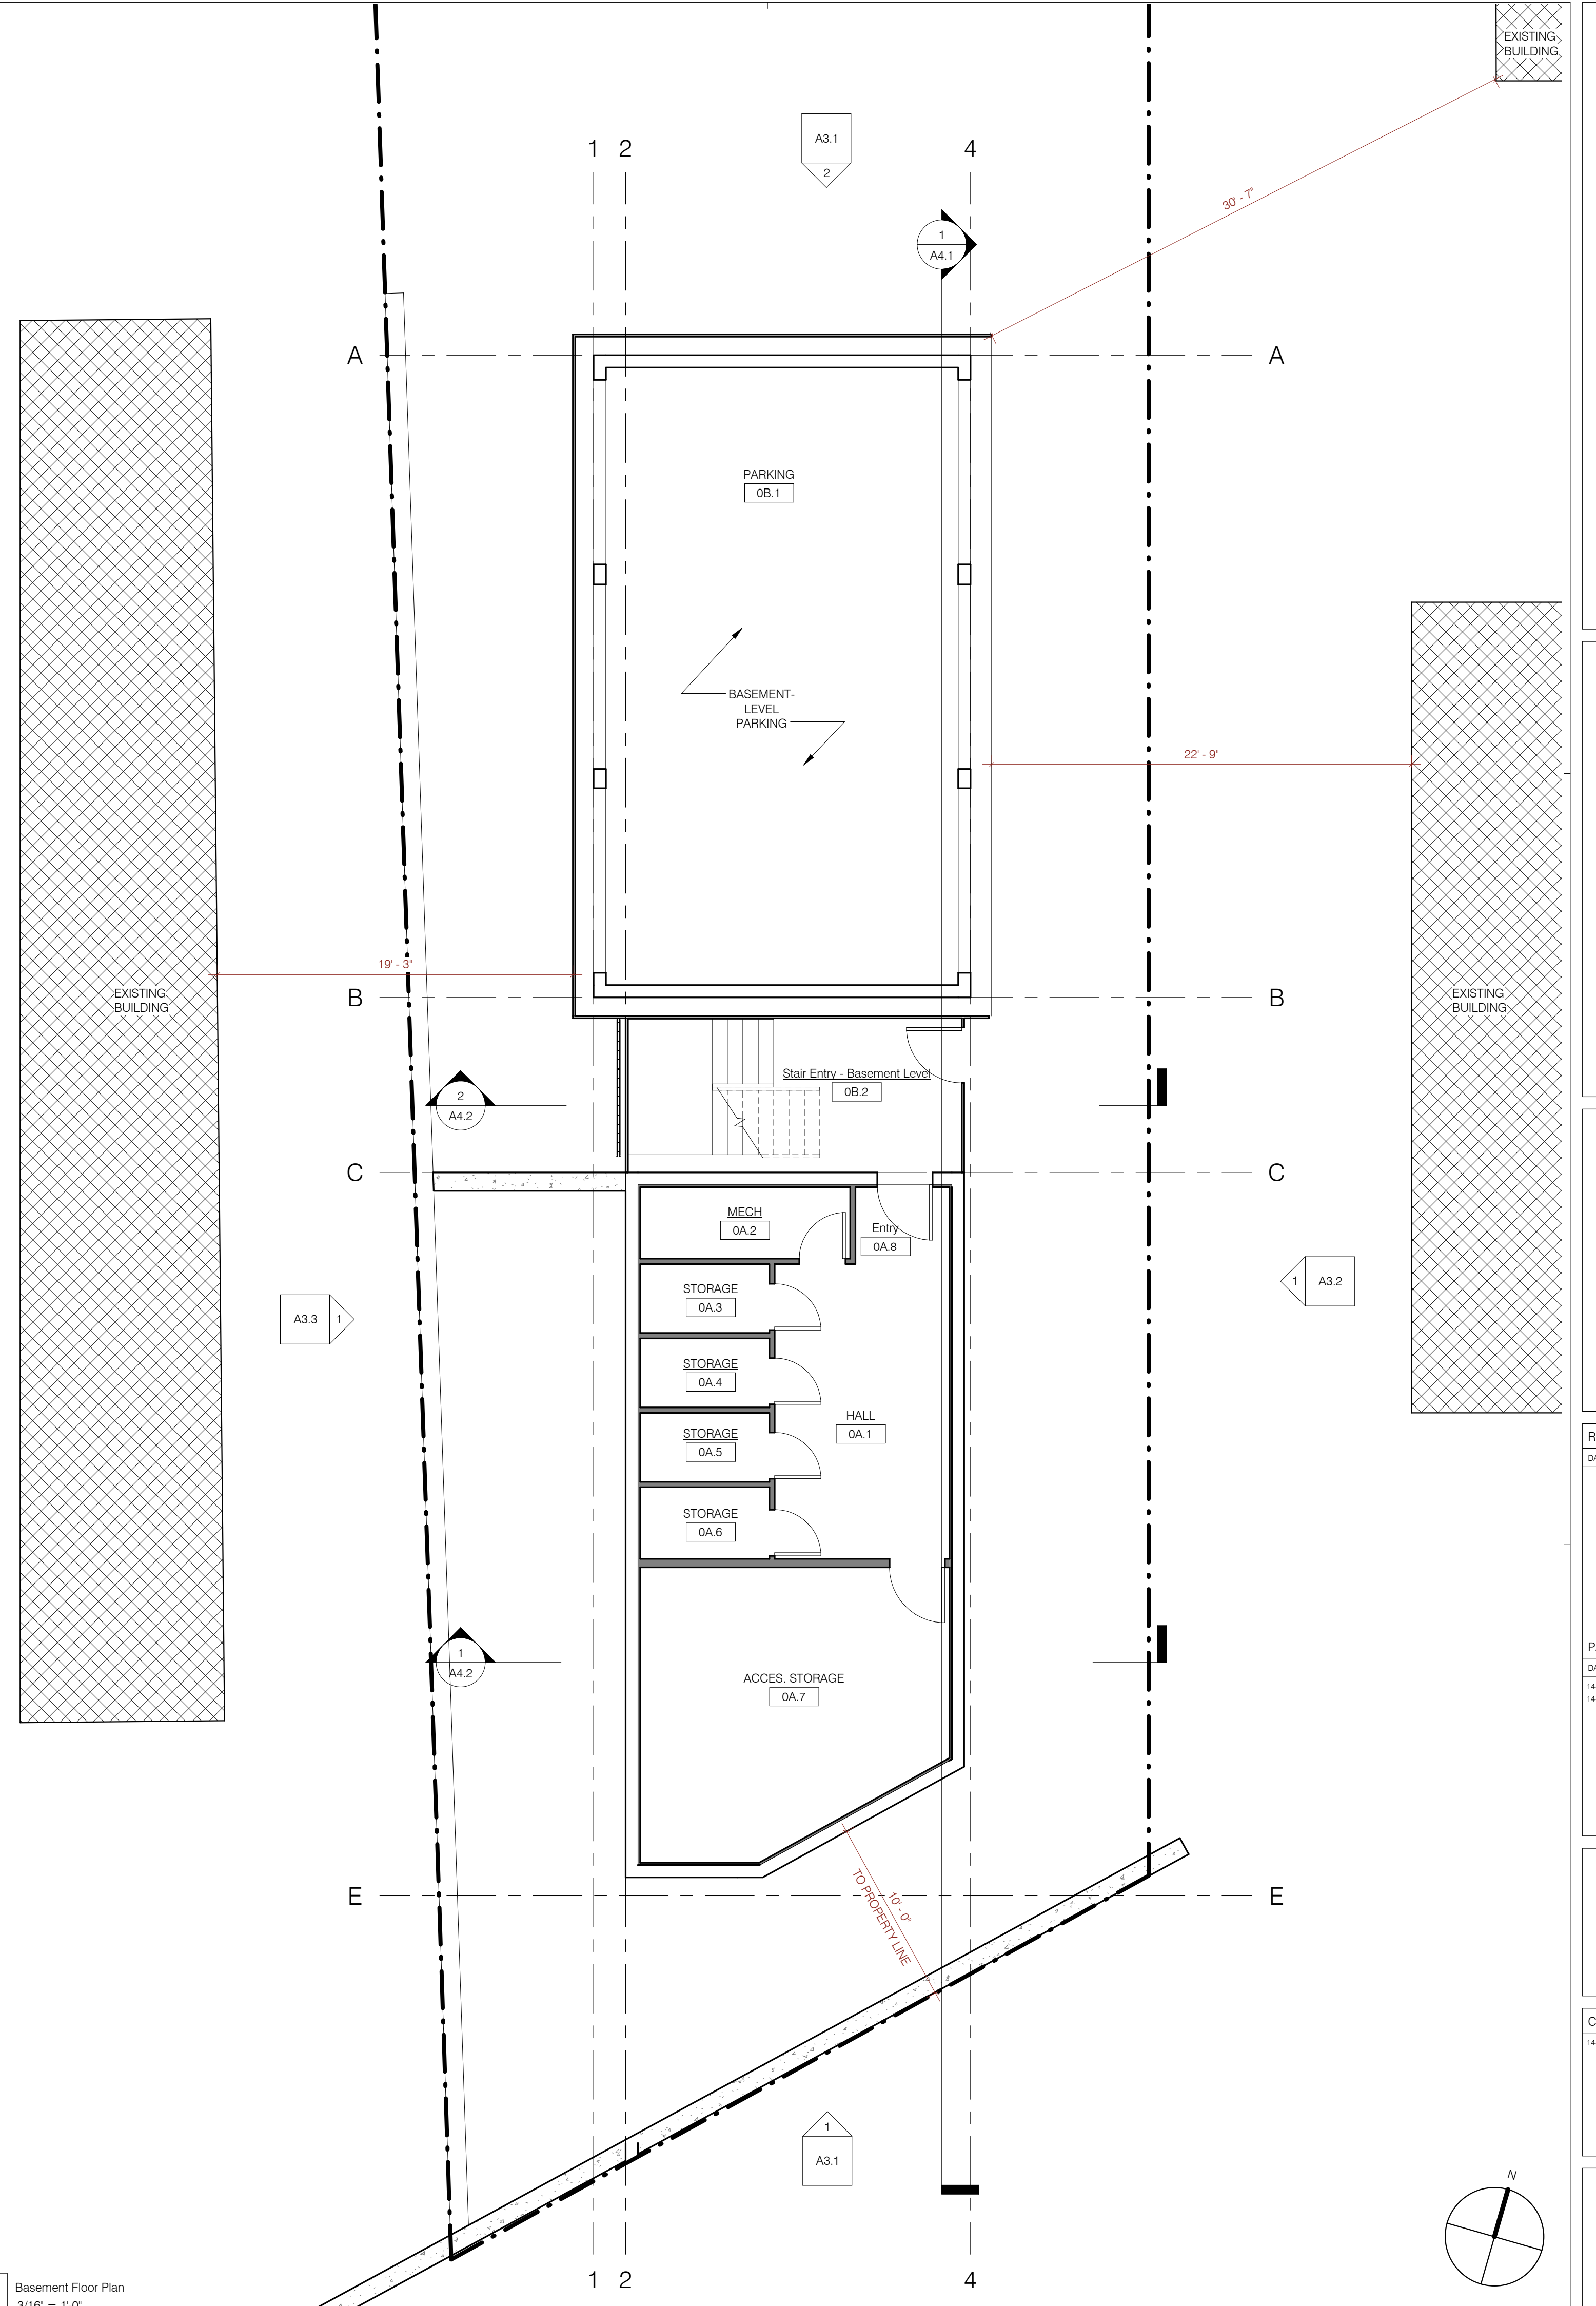 EXISTING
BUILDING
A3.1
2
1 2 4
30' - 7"
1
A4.1
A A
PARKING
0B.1
BASEMENT-
LEVEL
PARKING
22' - 9"
19' - 3"
EXISTING
BUILDING
EXISTING
BUILDING
B B
Stair Entry - Basement Level
0B.2
2
A4.2
C C
MECH
0A.2
Entry
0A.8
STORAGE
0A.3
A3.3 1
1 A3.2
STORAGE
0A.4
HALL
0A.1
STORAGE
0A.5
STORAGE
0A.6
1
A4.2
ACCES. STORAGE
0A.7
E E
10' - 0"
TO PROPERTY LINE
1
A3.1
N
1 2 4
Basement Floor Plan
3/16" = 1'-0"